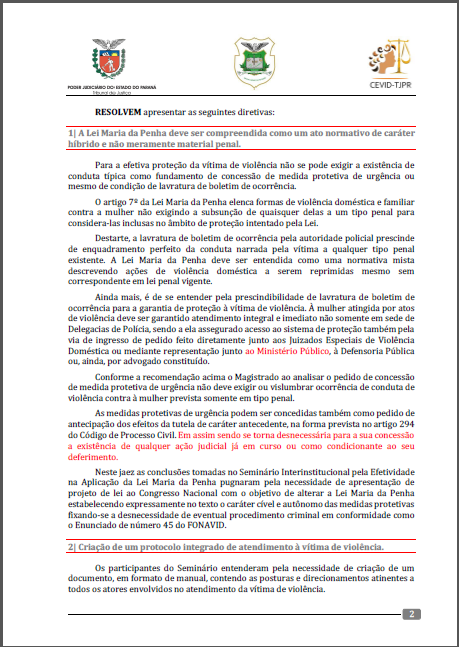 PODER JUDICIÁRIO DO ESTADO DO PARANÁ
Tribunal de Justiça
CEVID-TJPR
RESOLVEM apresentar as seguintes diretivas:
1| A Lei Maria da Penha deve ser compreendida como um ato normativo de caráter
híbrido e não meramente material penal.
Para a efetiva proteção da vítima de violência não se pode exigir a existência de
conduta típica como fundamento de concessão de medida protetiva de urgência ou
mesmo de condição de lavratura de boletim de ocorrência.
O artigo 7º da Lei Maria da Penha elenca formas de violência doméstica e familiar
contra a mulher não exigindo a subsunção de quaisquer delas a um tipo penal para
considera-las inclusas no âmbito de proteção intentado pela Lei.
Destarte, a lavratura de boletim de ocorrência pela autoridade policial prescinde
de enquadramento perfeito da conduta narrada pela vítima a qualquer tipo penal
existente. A Lei Maria da Penha deve ser entendida como uma normativa mista
descrevendo ações de violência doméstica a serem reprimidas mesmo sem
correspondente em lei penal vigente.
Ainda mais, é de se entender pela prescindibilidade de lavratura de boletim de
ocorrência para a garantia de proteção à vítima de violência. À mulher atingida por atos
de violência deve ser garantido atendimento integral e imediato não somente em sede de
Delegacias de Polícia, sendo a ela assegurado acesso ao sistema de proteção também pela
via de ingresso de pedido feito diretamente junto aos Juizados Especiais de Violência
Doméstica ou mediante representação junto ao Ministério Público, à Defensoria Pública
ou, ainda, por advogado constituído.
Conforme a recomendação acima o Magistrado ao analisar o pedido de concessão
de medida protetiva de urgência não deve exigir ou vislumbrar ocorrência de conduta de
violência contra à mulher prevista somente em tipo penal.
As medidas protetivas de urgência podem ser concedidas também como pedido de
antecipação dos efeitos da tutela de caráter antecedente, na forma prevista no artigo 294
do Código de Processo Civil. Em assim sendo se torna desnecessária para a sua concessão
a existência de qualquer ação judicial já em curso ou como condicionante ao seu
deferimento.
Neste jaez as conclusões tomadas no Seminário Interinstitucional pela Efetividade
na Aplicação da Lei Maria da Penha pugnaram pela necessidade de apresentação de
projeto de lei ao Congresso Nacional com o objetivo de alterar a Lei Maria da Penha
estabelecendo expressamente no texto o caráter cível e autônomo das medidas protetivas
fixando-se a desnecessidade de eventual procedimento criminal em conformidade como
o Enunciado de número 45 do FONAVID.
2| Criação de um protocolo integrado de atendimento à vítima de violência.
Os participantes do Seminário entenderam pela necessidade de criação de um
documento, em formato de manual, contendo as posturas e direcionamentos atinentes a
todos os atores envolvidos no atendimento da vítima de violência.
2